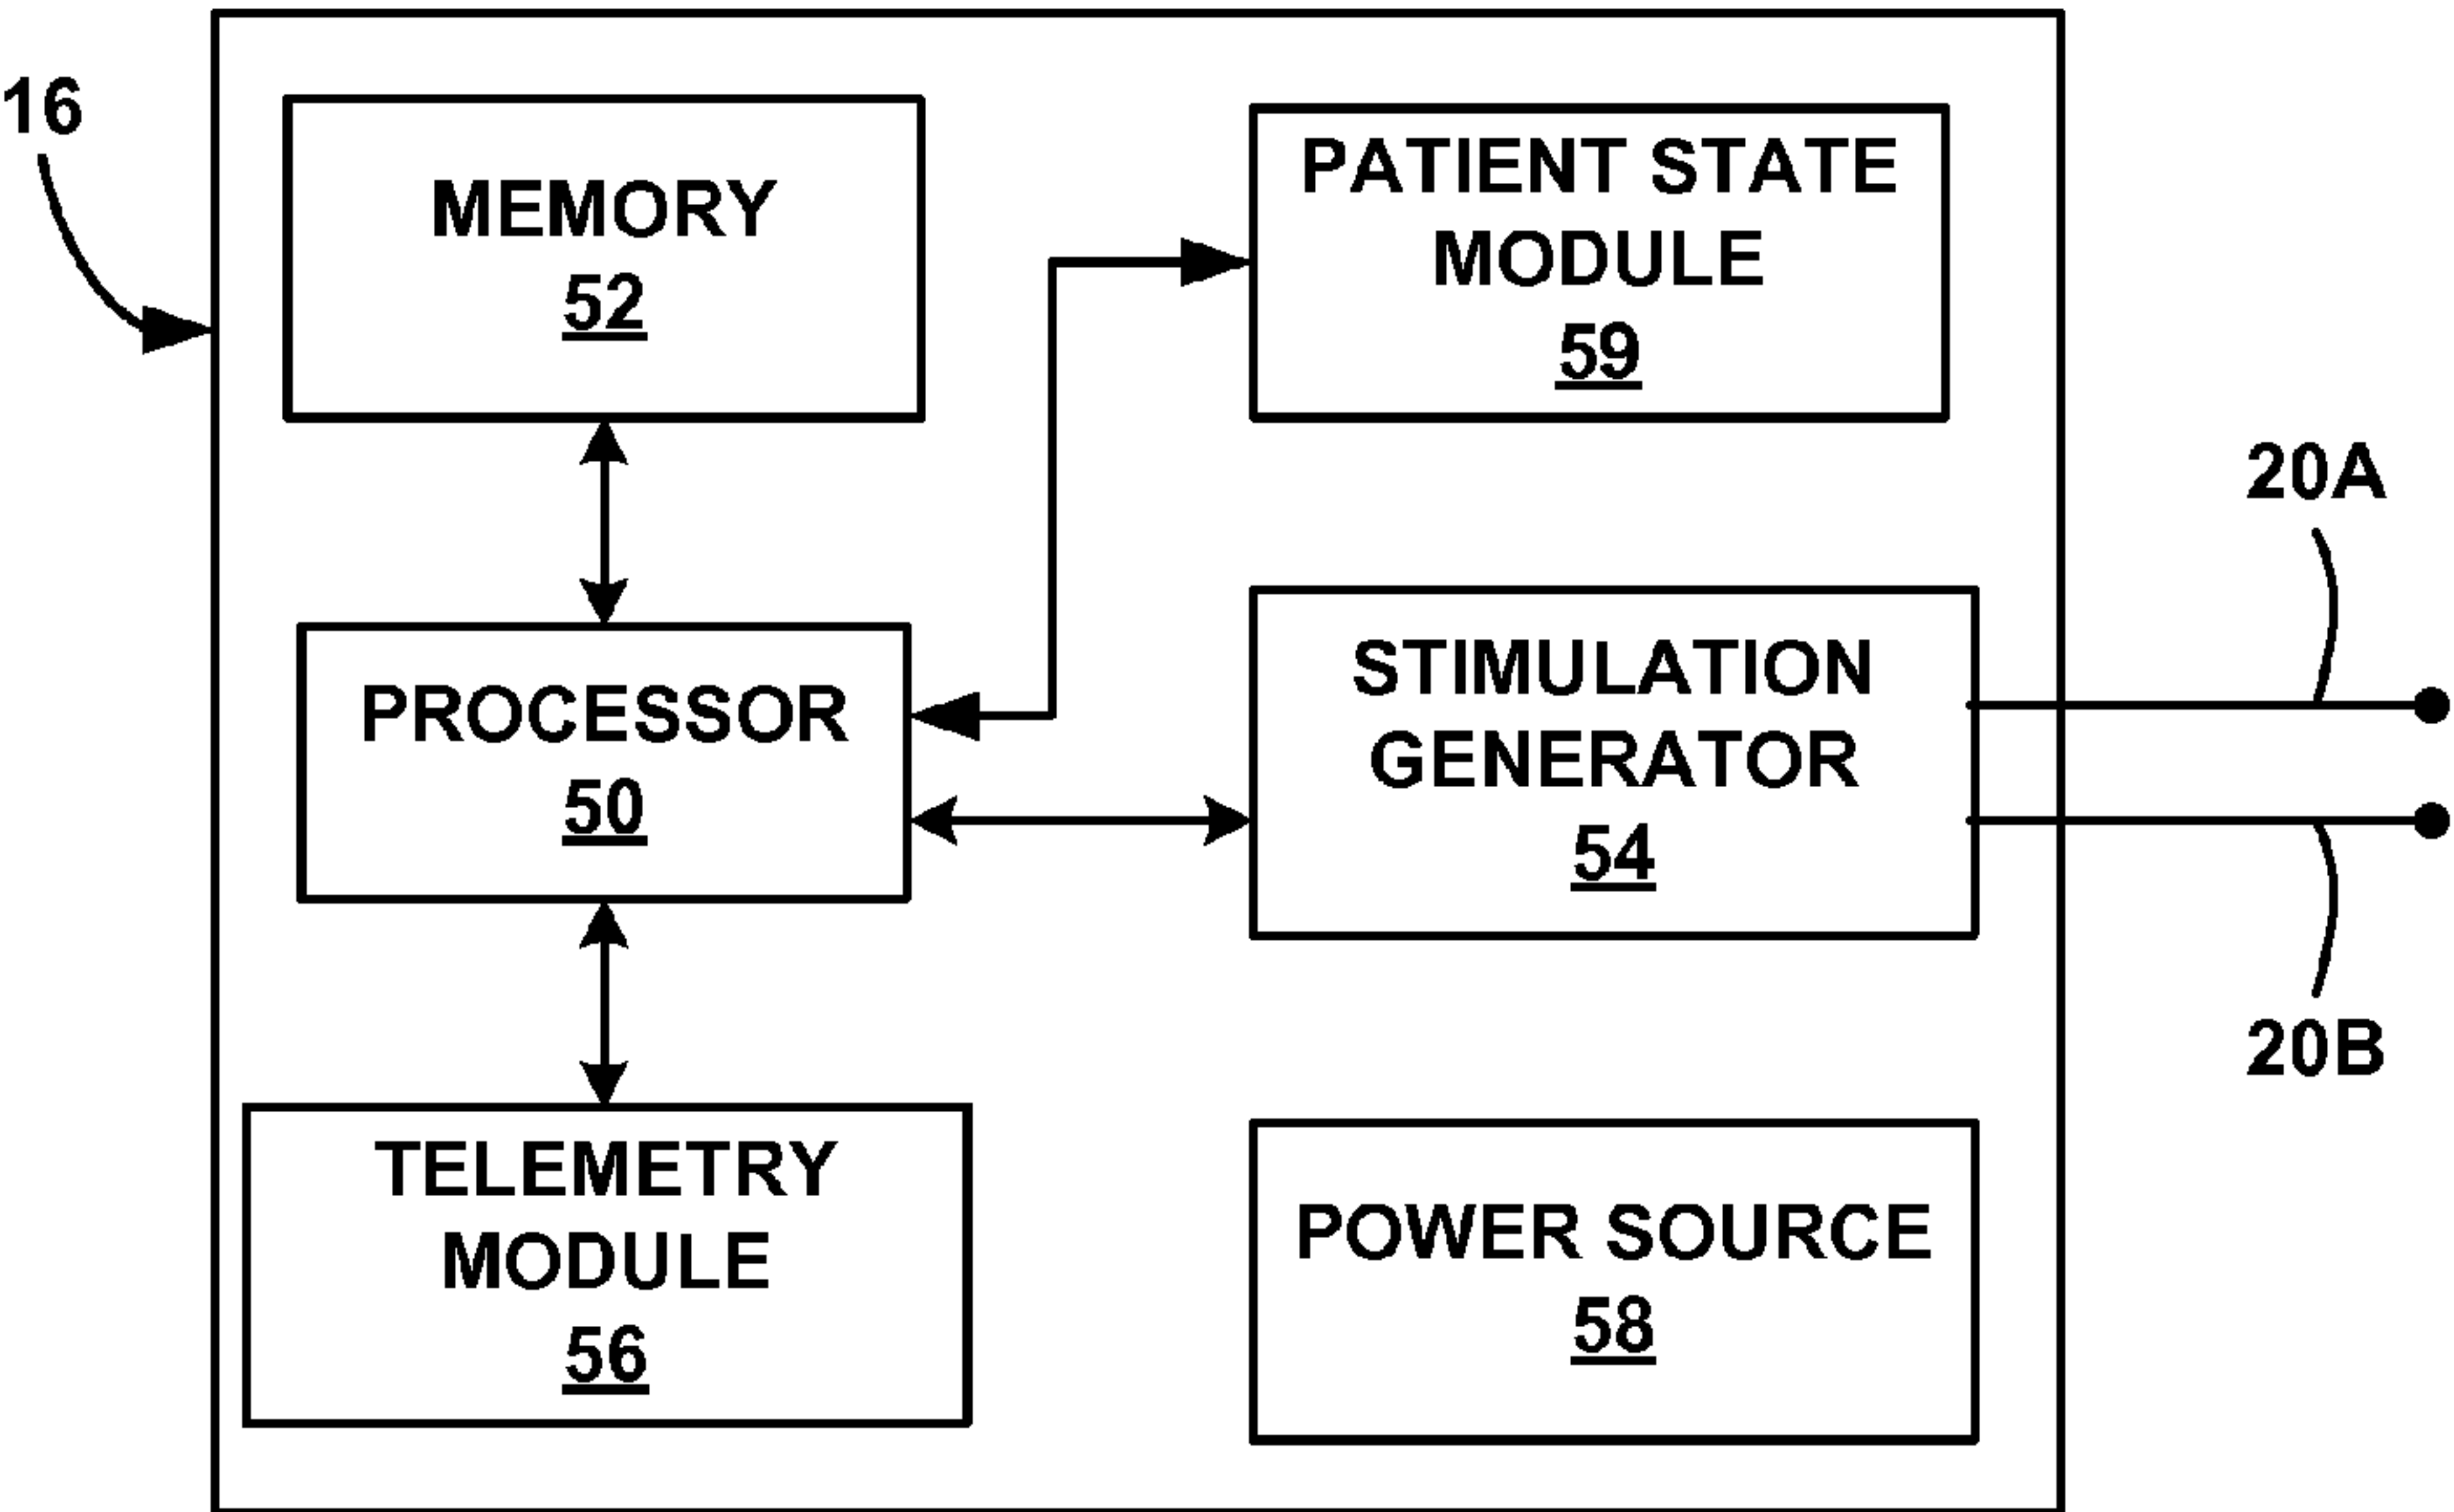 16
MEMORY
52
PATIENT STATE
MODULE
59
20A
PROCESSOR
50
STIMULATION
GENERATOR
54
20B
TELEMETRY
MODULE
56
POWER SOURCE
58